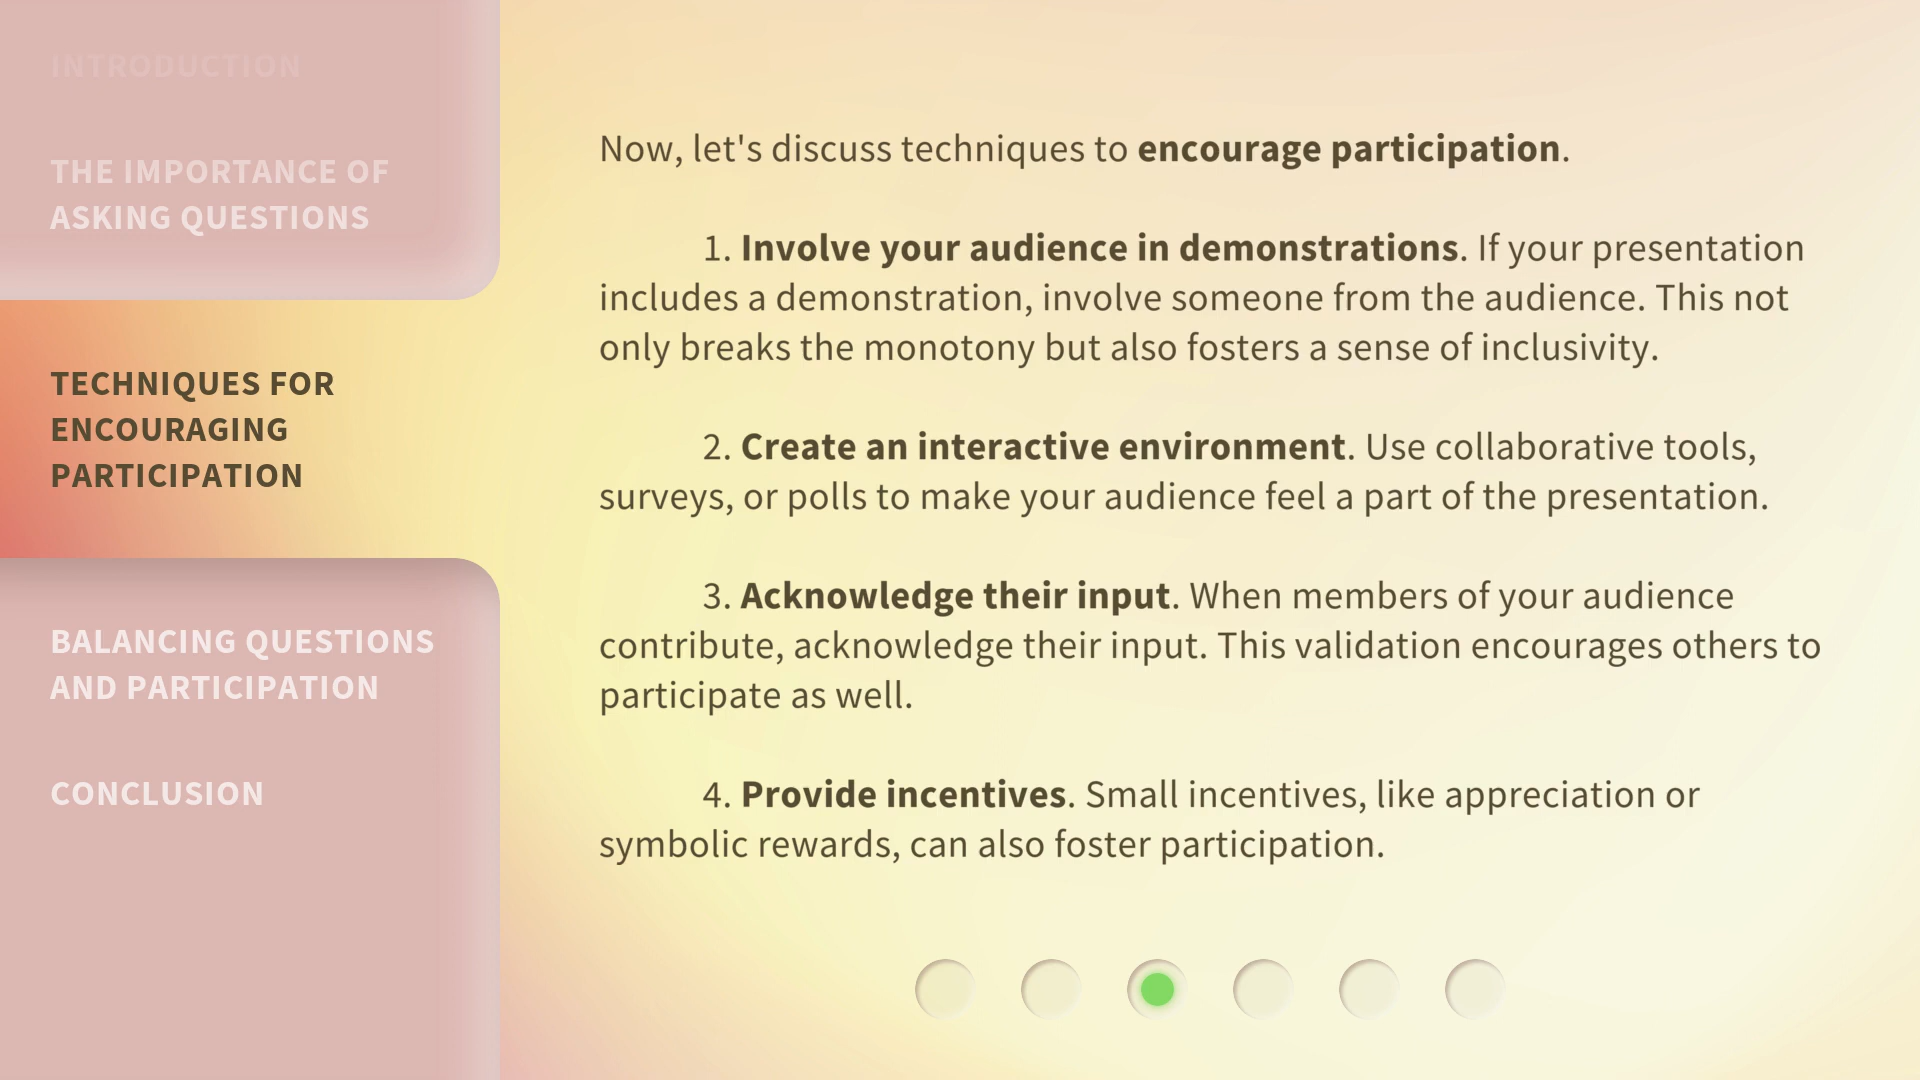 INTRODUCTION
THE IMPORTANCE OF
ASKING QUESTIONS
TECHNIQUES FOR
ENCOURAGING
PARTICIPATION
BALANCING QUESTIONS
AND PARTICIPATION
CONCLUSION
Now, let's discuss techniques to encourage participation.
1. Involve your audience in demonstrations. If your presentation
includes a demonstration, involve someone from the audience. This not
only breaks the monotony but also fosters a sense of inclusivity.
2. Create an interactive environment. Use collaborative tools,
surveys, or polls to make your audience feel a part of the presentation.
3. Acknowledge their input. When members of your audience
contribute, acknowledge their input. This validation encourages others to
participate as well.
4. Provide incentives. Small incentives, like appreciation or
symbolic rewards, can also foster participation.